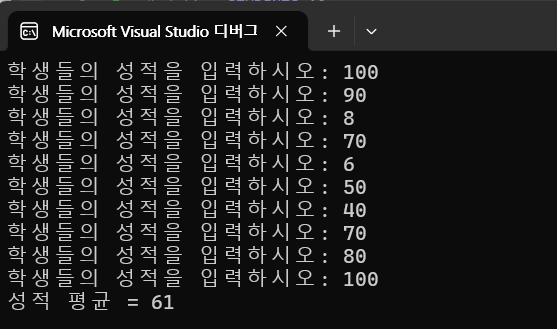 Microsoft Visual Studio 디버그
학생들의 성적을 입력하시오: 100
학생들의 성적을 입력하시오: 90
학생들의 성적을 입력하시오: 8
학생들의 성적을 입력하시오: 70
학생들의 성적을 입력하시오: 6
학생들의 성적을 입력하시오: 50
학생들의 성적을 입력하시오: 40
학생들의 성적을 입력하시오: 70
학생들의 성적을 입력하시오: 80
학생들의 성적을 입력하시오: 100
성적 평균 = 61